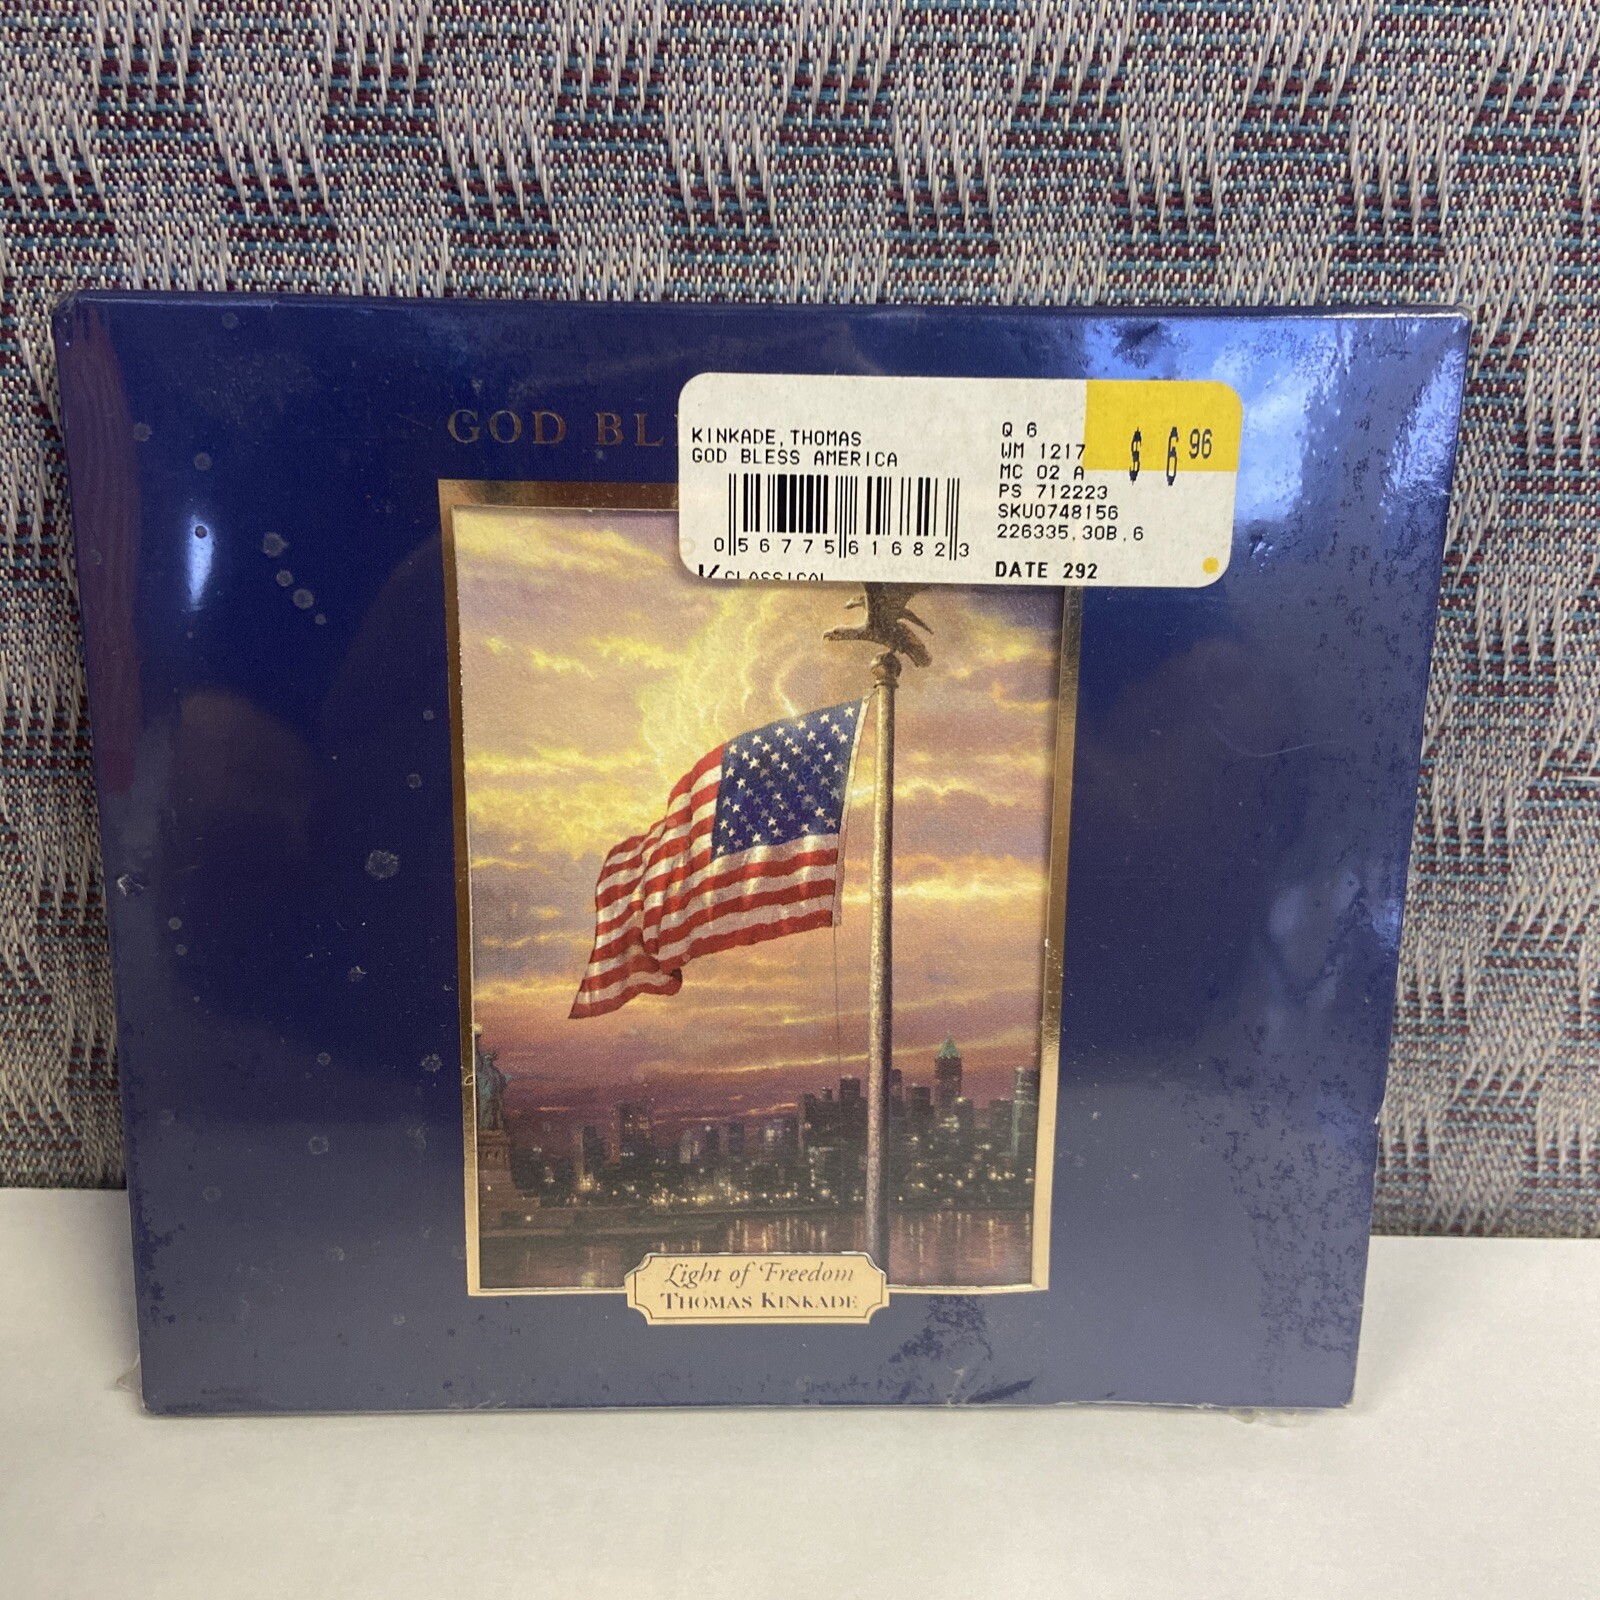 GOD BL
KINKADE,THOMAS
GOD BLESS AMERICA
0 56775 61682 3
CLASSICAL
Q 6
WM 1217
MC 02 A
PS 712223
SKU0748156
226335,30B,6
DATE 292
$ 6 96
Light of Freedom
THOMAS KINKADE